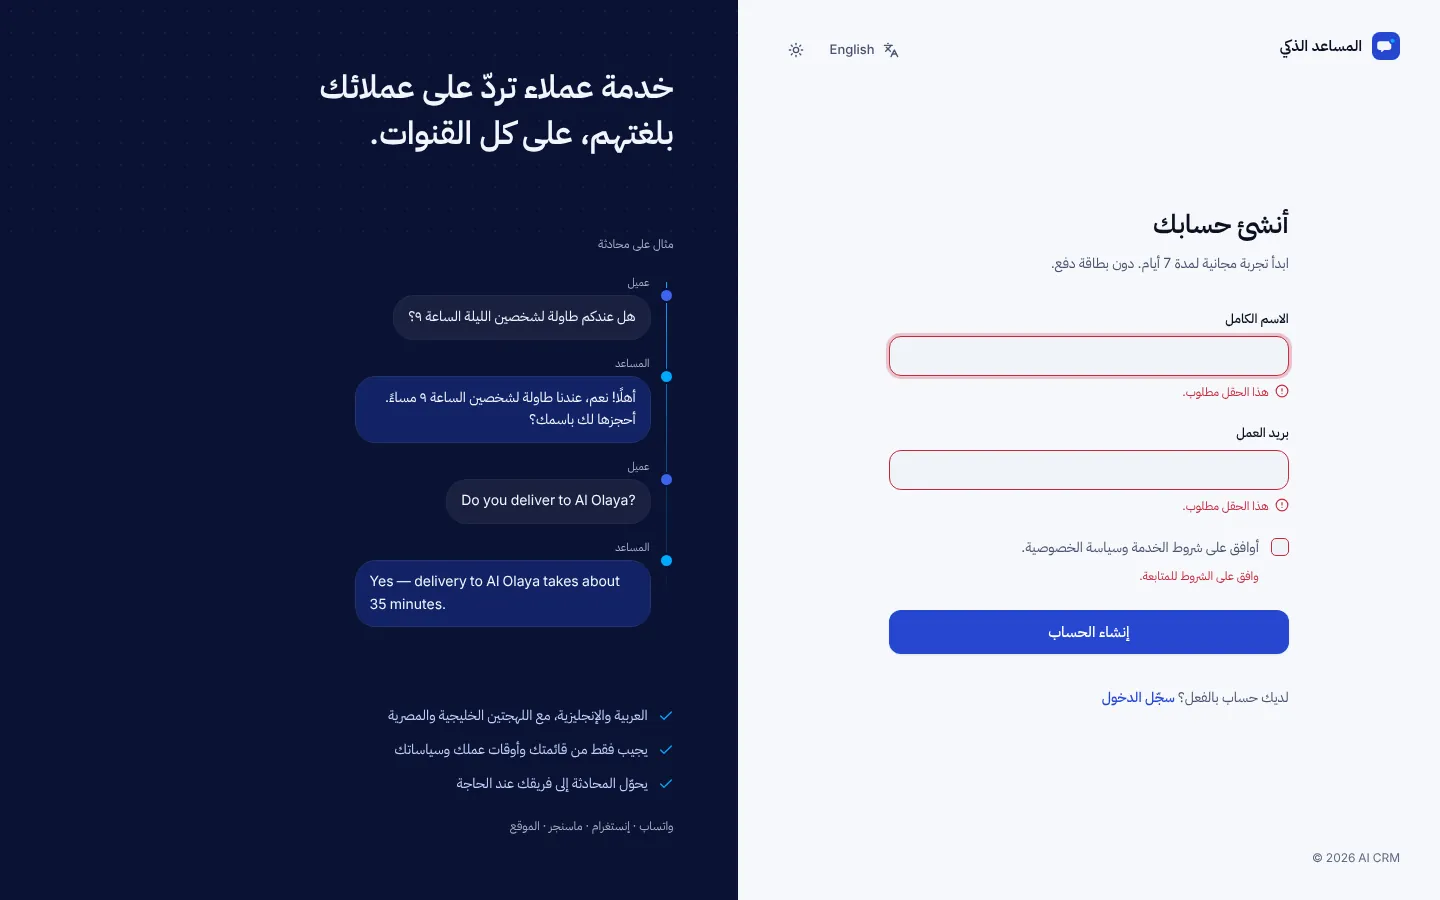 المساعد الذكي
English
أنشئ حسابك
ابدأ تجربة مجانية لمدة 7 أيام. دون بطاقة دفع.
الاسم الكامل
هذا الحقل مطلوب.
بريد العمل
هذا الحقل مطلوب.
أوافق على شروط الخدمة وسياسة الخصوصية.
وافق على الشروط للمتابعة.
إنشاء الحساب
لديك حساب بالفعل؟ سجّل الدخول
© 2026 AI CRM
خدمة عملاء تردّ على عملائك
بلغتهم، على كل القنوات.
مثال على محادثة
عميل
هل عندكم طاولة لشخصين الليلة الساعة ٩؟
المساعد
أهلًا! نعم، عندنا طاولة لشخصين الساعة ٩ مساءً.
أحجزها لك باسمك؟
عميل
Do you deliver to Al Olaya?
المساعد
Yes — delivery to Al Olaya takes about
35 minutes.
العربية والإنجليزية، مع اللهجتين الخليجية والمصرية
يجيب فقط من قائمتك وأوقات عملك وسياساتك
يحوّل المحادثة إلى فريقك عند الحاجة
واتساب · إنستغرام · ماسنجر · الموقع